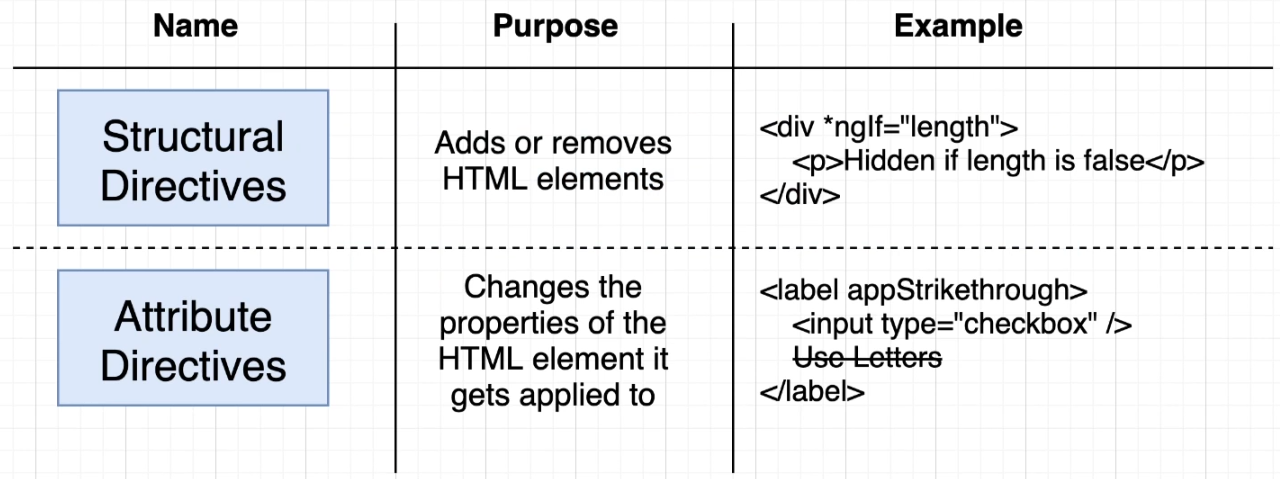 Name
Purpose
Example
Structural
Directives
Adds or removes
HTML elements
<div *ngIf="length">
<p>Hidden if length is false</p>
</div>
Attribute
Directives
Changes the
properties of the
HTML element it
gets applied to
<label appStrikethrough>
<input type="checkbox" />
Use Letters
</label>